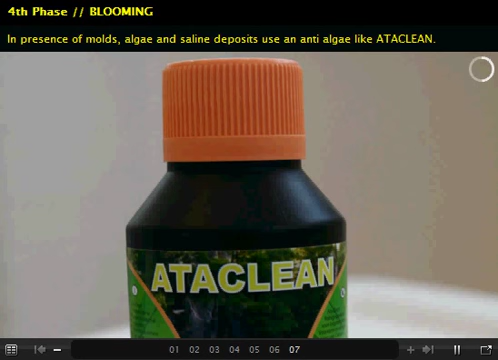 4th Phase // BLOOMING
In presence of molds, algae and saline deposits use an anti algae like ATACLEAN.
ATACLEAN
01 02 03 04 05 06 07